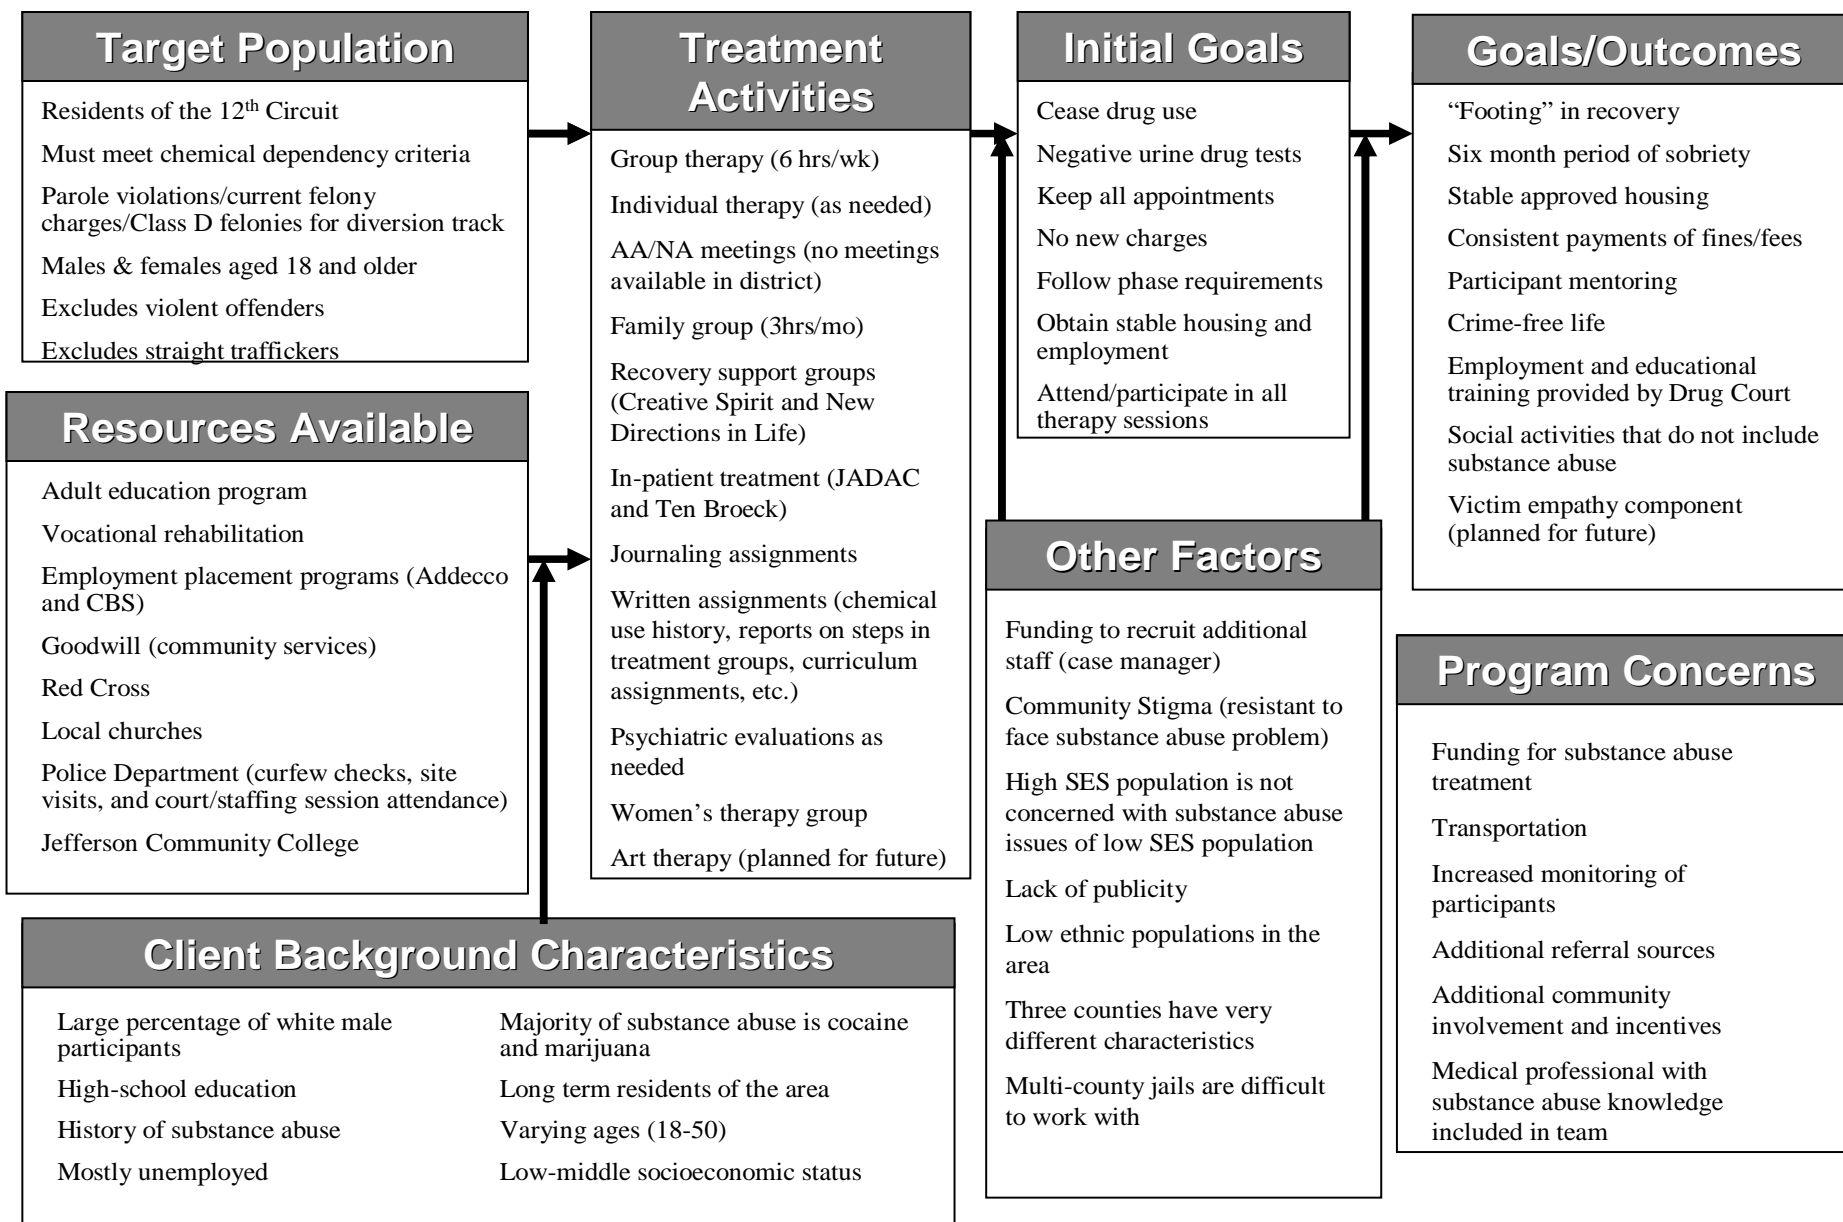 Target Population
Residents of the 12th Circuit
Must meet chemical dependency criteria
Parole violations/current felony
charges/Class D felonies for diversion track
Males & females aged 18 and older
Excludes violent offenders
Excludes straight traffickers
Resources Available
Adult education program
Vocational rehabilitation
Employment placement programs (Addecco
and CBS)
Goodwill (community services)
Red Cross
Local churches
Police Department (curfew checks, site
visits, and court/staffing session attendance)
Jefferson Community College
Client Background Characteristics
Large percentage of white male
participants
High-school education
History of substance abuse
Mostly unemployed
Majority of substance abuse is cocaine
and marijuana
Long term residents of the area
Varying ages (18-50)
Low-middle socioeconomic status
Treatment
Activities
Group therapy (6 hrs/wk)
Individual therapy (as needed)
AA/NA meetings (no meetings
available in district)
Family group (3hrs/mo)
Recovery support groups
(Creative Spirit and New
Directions in Life)
In-patient treatment (JADAC
and Ten Broeck)
Journaling assignments
Written assignments (chemical
use history, reports on steps in
treatment groups, curriculum
assignments, etc.)
Psychiatric evaluations as
needed
Women’s therapy group
Art therapy (planned for future)
Initial Goals
Cease drug use
Negative urine drug tests
Keep all appointments
No new charges
Follow phase requirements
Obtain stable housing and
employment
Attend/participate in all
therapy sessions
Other Factors
Funding to recruit additional
staff (case manager)
Community Stigma (resistant to
face substance abuse problem)
High SES population is not
concerned with substance abuse
issues of low SES population
Lack of publicity
Low ethnic populations in the
area
Three counties have very
different characteristics
Multi-county jails are difficult
to work with
Goals/Outcomes
“Footing” in recovery
Six month period of sobriety
Stable approved housing
Consistent payments of fines/fees
Participant mentoring
Crime-free life
Employment and educational
training provided by Drug Court
Social activities that do not include
substance abuse
Victim empathy component
(planned for future)
Program Concerns
Funding for substance abuse
treatment
Transportation
Increased monitoring of
participants
Additional referral sources
Additional community
involvement and incentives
Medical professional with
substance abuse knowledge
included in team